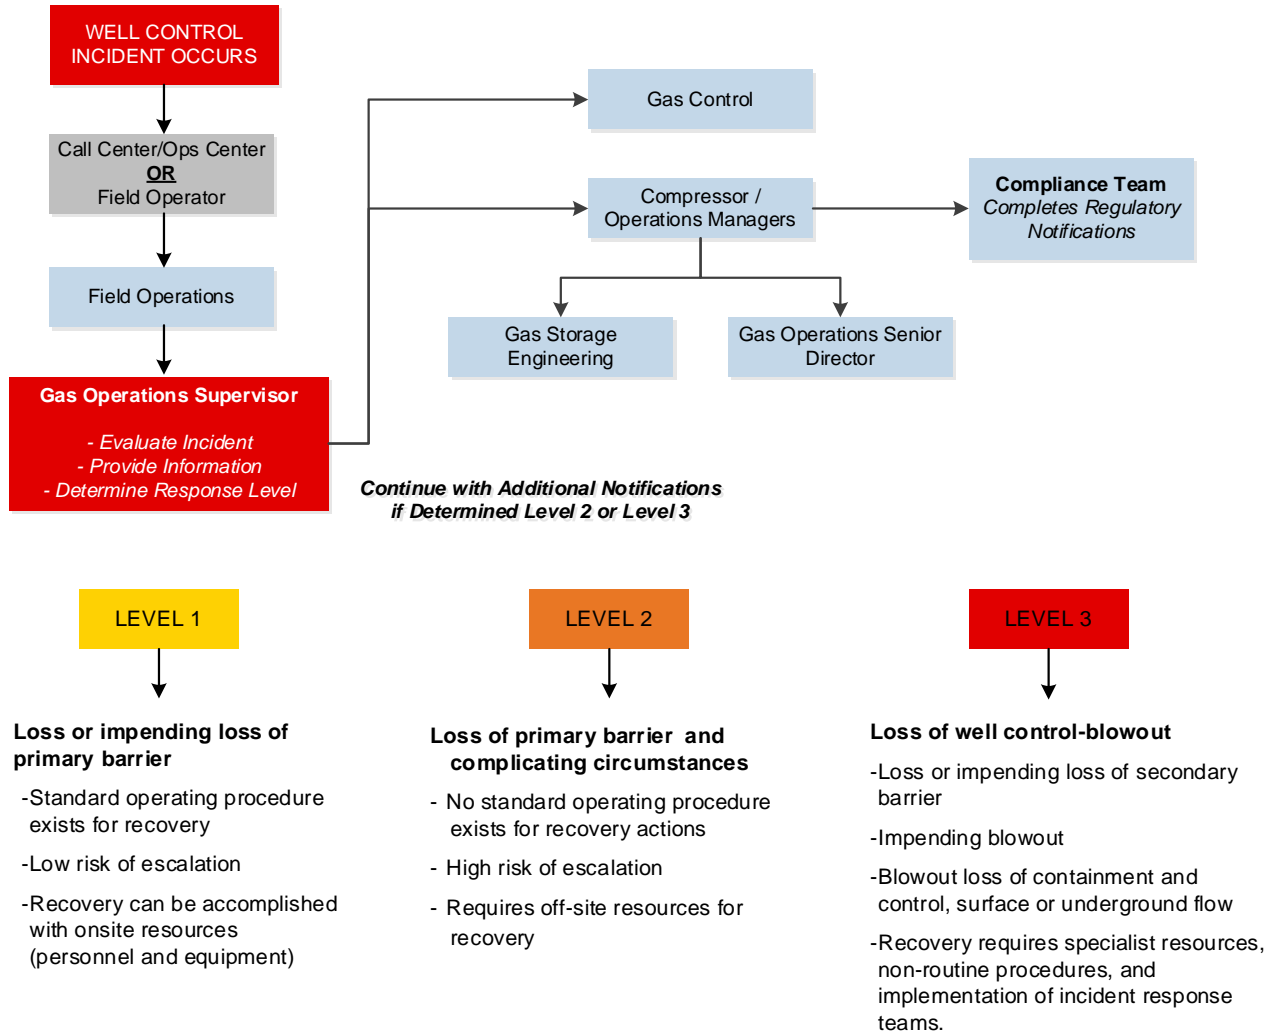 WELL CONTROL
INCIDENT OCCURS
Call Center/Ops Center
OR
Field Operator
Field Operations
Gas Operations Supervisor
- Evaluate Incident
- Provide Information
- Determine Response Level
Gas Control
Compressor /
Operations Managers
Compliance Team
Completes Regulatory
Notifications
Gas Storage
Engineering
Gas Operations Senior
Director
Continue with Additional Notifications
if Determined Level 2 or Level 3
LEVEL 1
Loss or impending loss of
primary barrier
-Standard operating procedure
exists for recovery
-Low risk of escalation
-Recovery can be accomplished
with onsite resources
(personnel and equipment)
LEVEL 2
Loss of primary barrier and
complicating circumstances
- No standard operating procedure
exists for recovery actions
- High risk of escalation
- Requires off-site resources for
recovery
LEVEL 3
Loss of well control-blowout
-Loss or impending loss of secondary
barrier
-Impending blowout
-Blowout loss of containment and
control, surface or underground flow
-Recovery requires specialist resources,
non-routine procedures, and
implementation of incident response
teams.